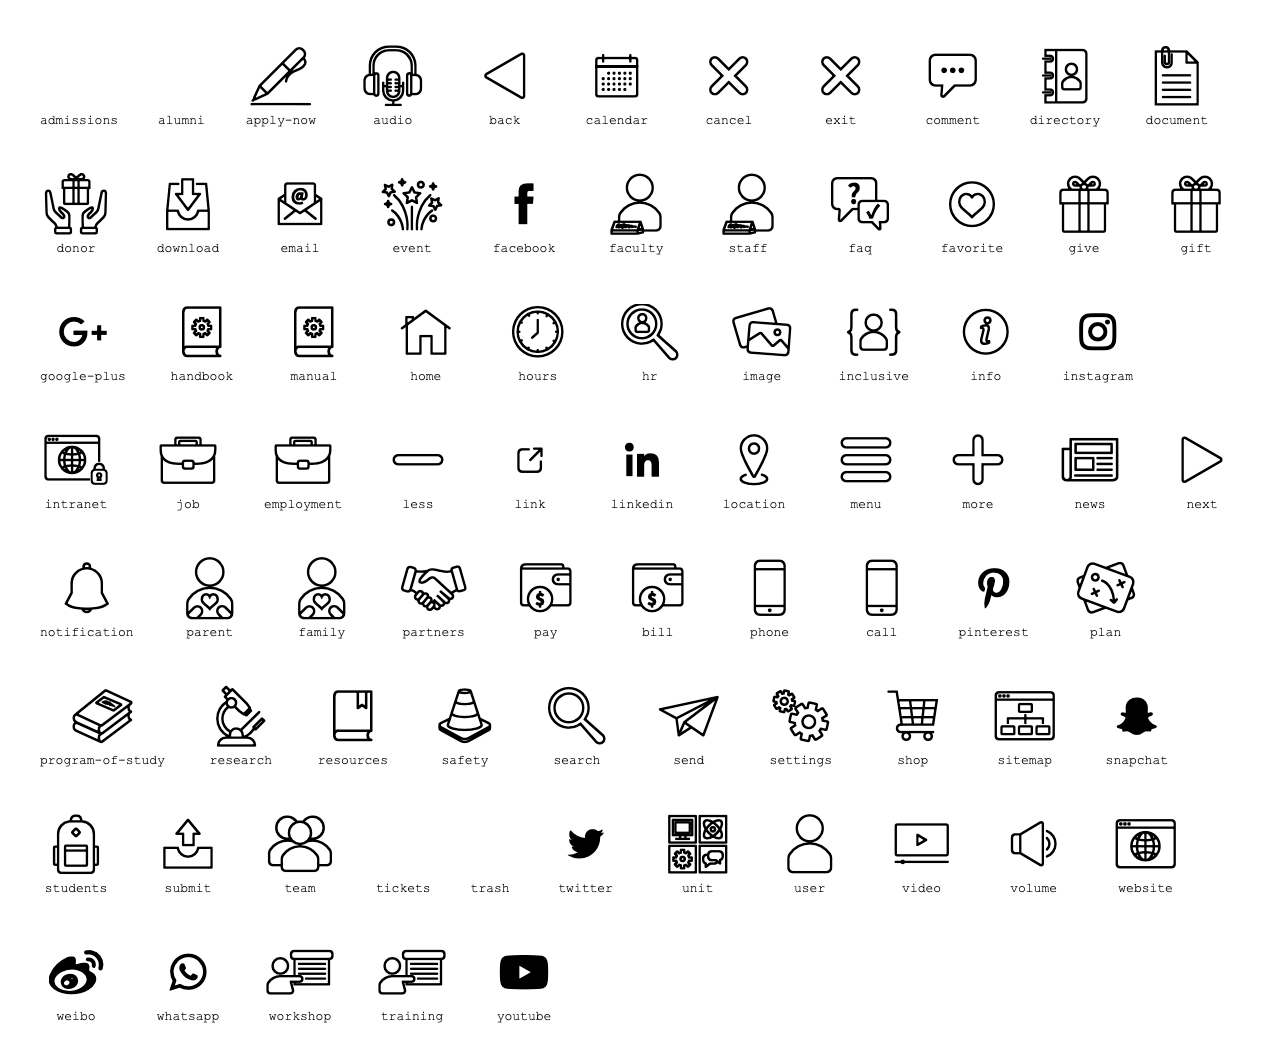 admissions alumni apply-now audio back calendar cancel exit comment directory document
donor download email event facebook faculty staff faq favorite give gift
google-plus handbook manual home hours hr image inclusive info instagram
intranet job employment less link linkedin location menu more news next
notification parent family partners pay bill phone call pinterest plan
program-of-study research resources safety search send settings shop sitemap snapchat
students submit team tickets trash twitter unit user video volume website
weibo whatsapp workshop training youtube